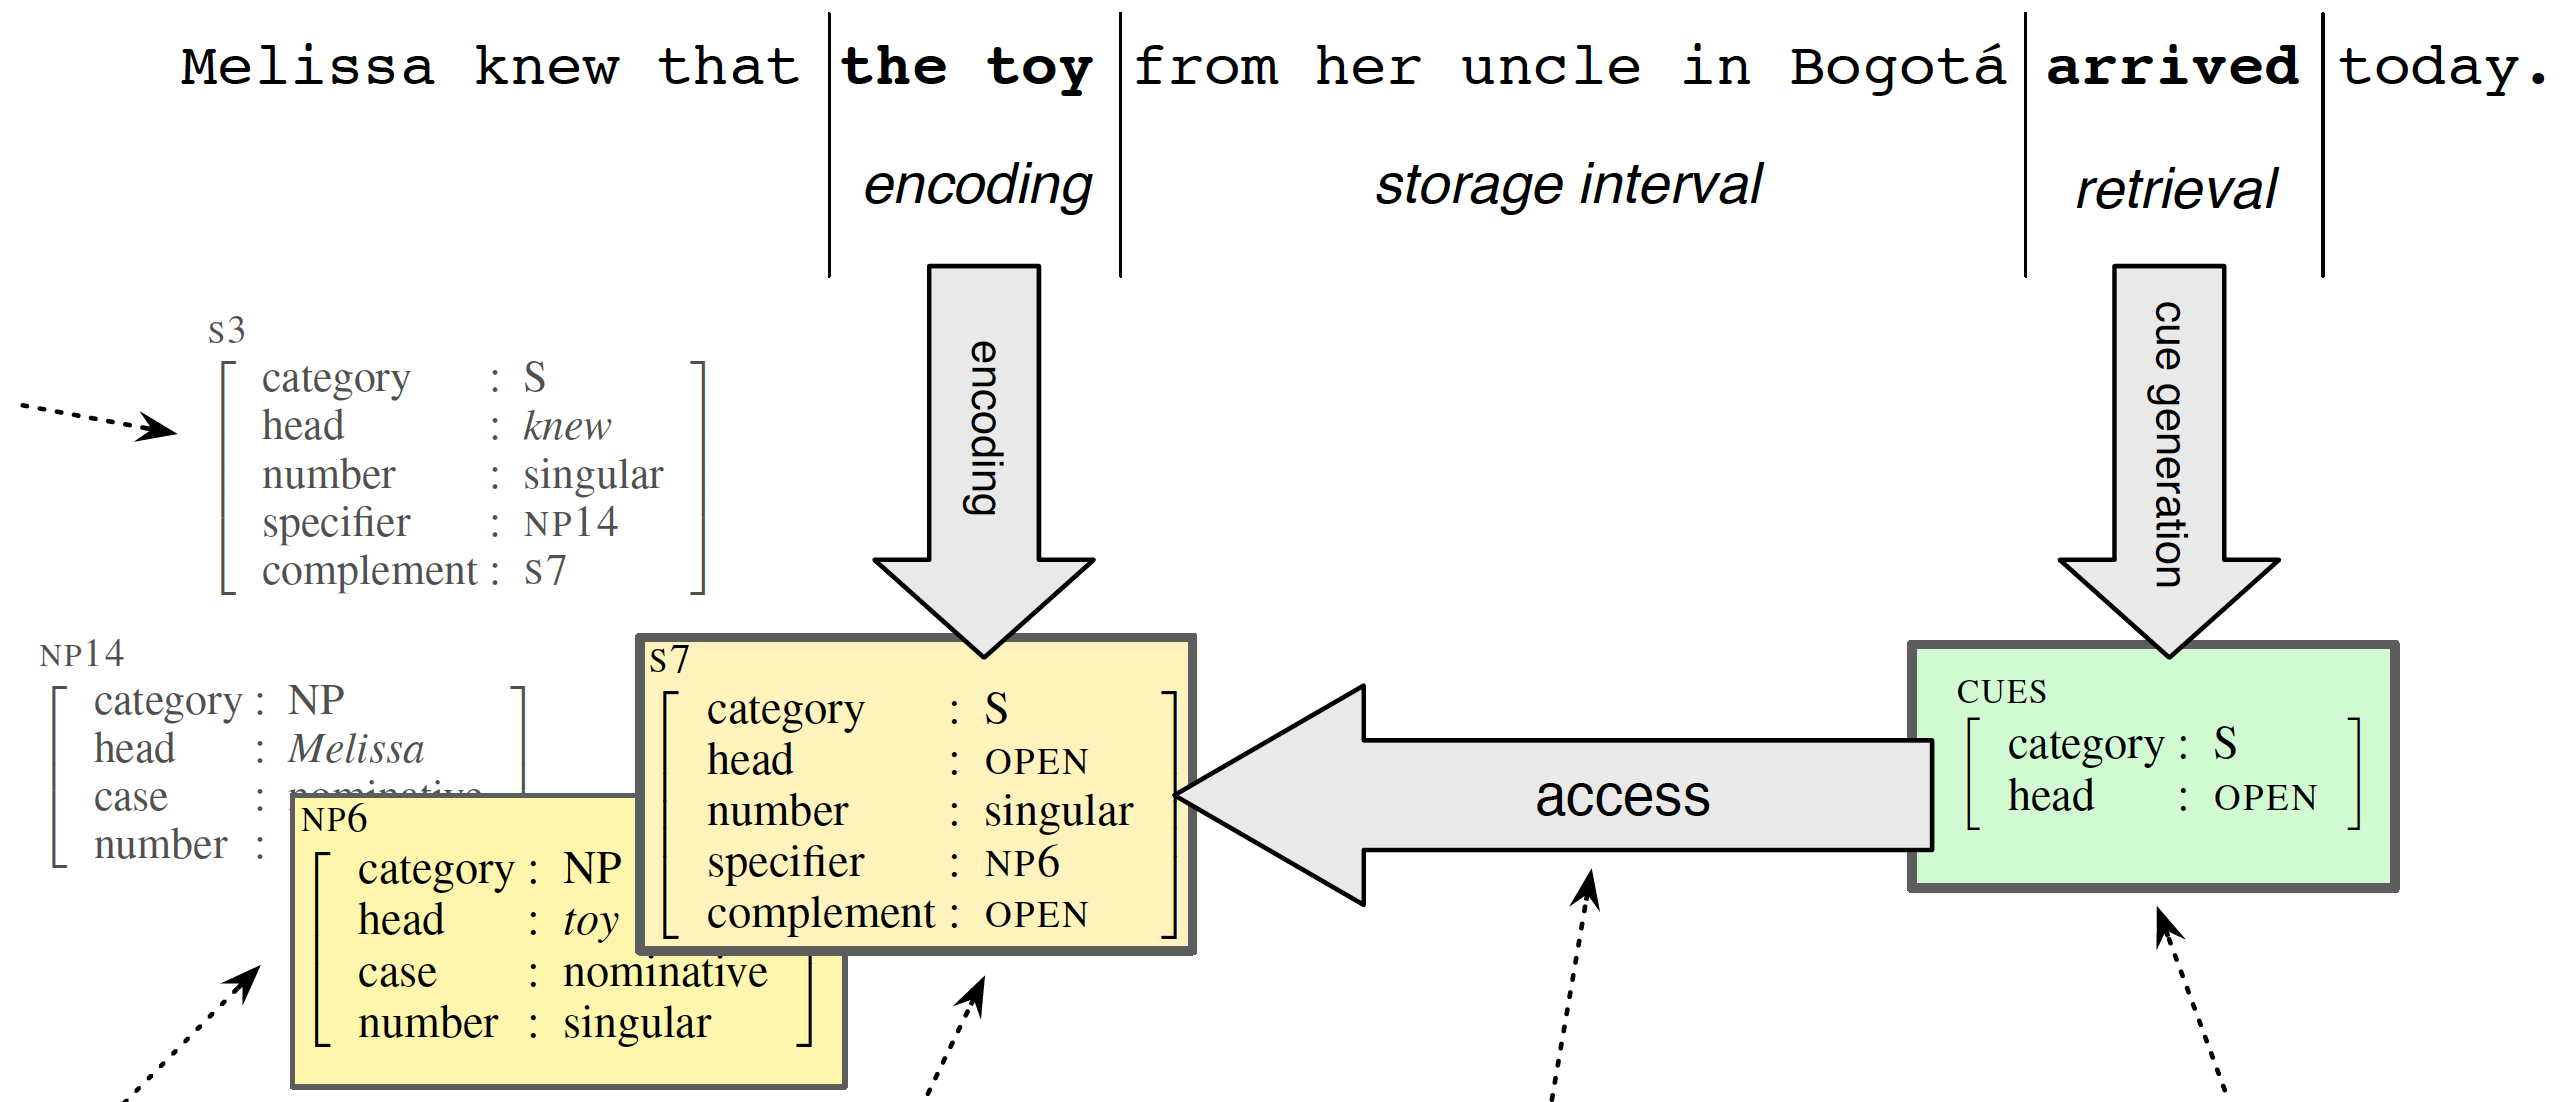 Melissa knew that the toy from her uncle in Bogotá arrived today.
encoding
storage interval
retrieval
encoding
cue generation
S3
category : S
head : knew
number : singular
specifier : NP14
complement : S7
NP14
category : NP
head : Melissa
case : nominative
number :
NP6
category : NP
head : toy
case : nominative
number : singular
S7
category : S
head : OPEN
number : singular
specifier : NP6
complement : OPEN
access
CUES
category : S
head : OPEN